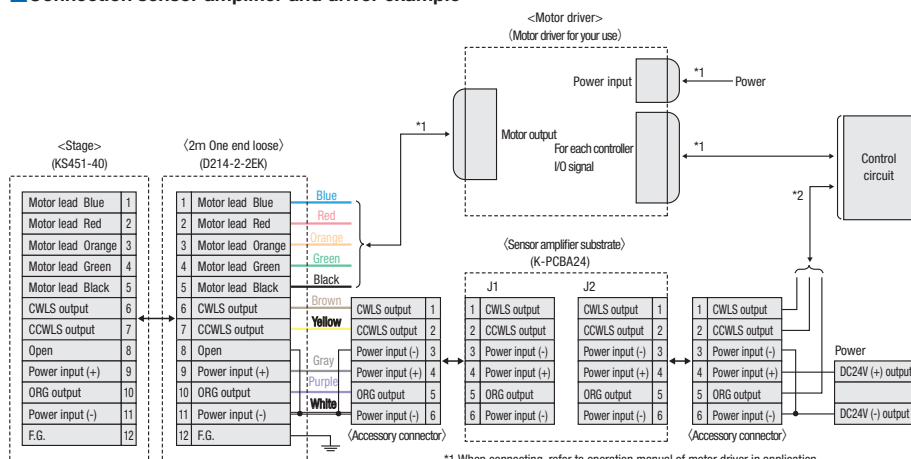 ■Connection sensor amplifier and driver example
<Motor driver>
(Motor driver for your use)
Power input
*1
Power
Motor output
For each controller
I/O signal
*1
*1
Control
circuit
*2
<Stage>
(KS451-40)
Motor lead Blue 1
Motor lead Red 2
Motor lead Orange 3
Motor lead Green 4
Motor lead Black 5
CWLS output 6
CCWLS output 7
Open 8
Power input (+) 9
ORG output 10
Power input (-) 11
F.G. 12
〈2m One end loose〉
(D214-2-2EK)
1 Motor lead Blue
2 Motor lead Red
3 Motor lead Orange
4 Motor lead Green
5 Motor lead Black
6 CWLS output
7 CCWLS output
8 Open
9 Power input (+)
10 ORG output
11 Power input (-)
12 F.G.
Blue
Red
Orange
Green
Black
Brown
Yellow
Gray
Purple
White
CWLS output 1
CCWLS output 2
Power input (-) 3
Power input (+) 4
ORG output 5
Power input (-) 6
〈Accessory connector〉
〈Sensor amplifier substrate〉
(K-PCBA24)
J1
1 CWLS output
2 CCWLS output
3 Power input (-)
4 Power input (+)
5 ORG output
6 Power input (-)
J2
CWLS output 1
CCWLS output 2
Power input (-) 3
Power input (+) 4
ORG output 5
Power input (-) 6
1 CWLS output
2 CCWLS output
3 Power input (-)
4 Power input (+)
5 ORG output
6 Power input (-)
〈Accessory connector〉
Power
DC24V (+) output
DC24V (-) output
*1 When connecting, refer to operation manual of motor driver in application